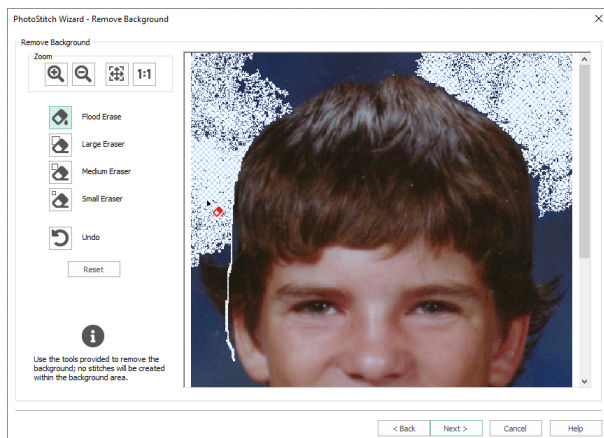 PhotoStitch Wizard - Remove Background
Remove Background
Zoom
1:1
Flood Erase
Large Eraser
Medium Eraser
Small Eraser
Undo
Reset
Use the tools provided to remove the
background; no stitches will be created
within the background area.
< Back
Next >
Cancel
Help